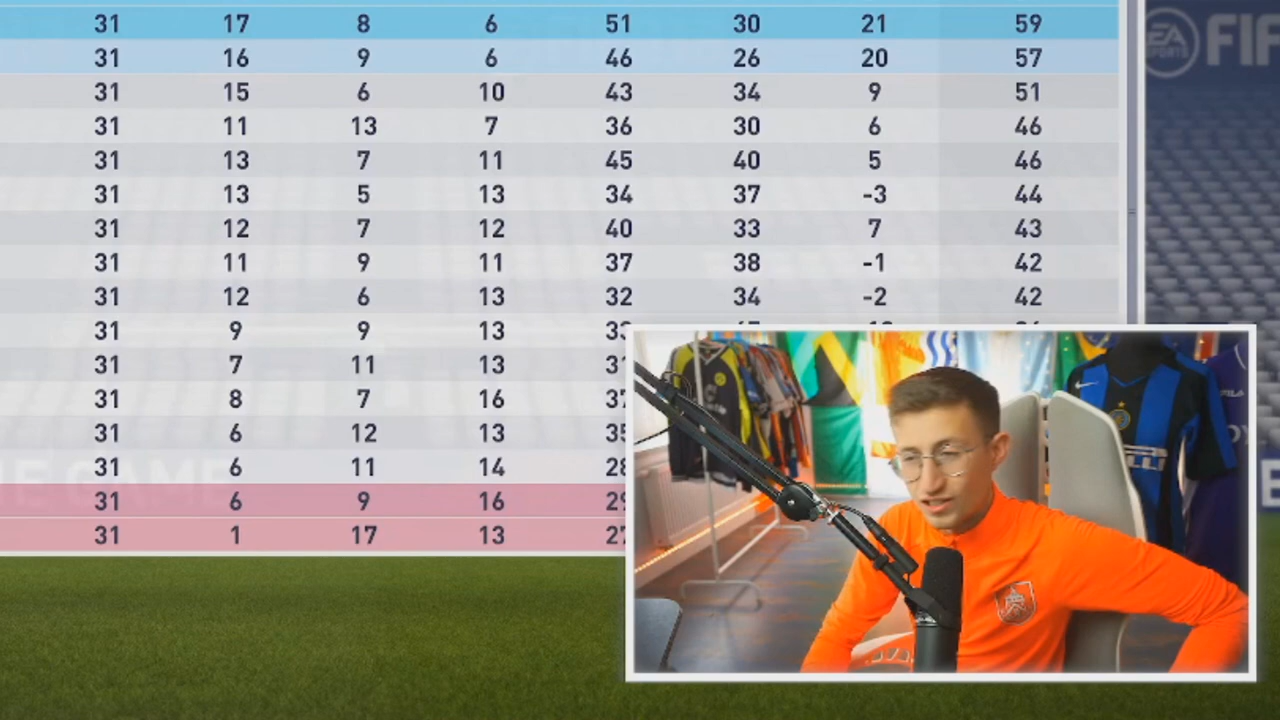 31 17 8 6 51 30 21 59
31 16 9 6 46 26 20 57
31 15 6 10 43 34 9 51
31 11 13 7 36 30 6 46
31 13 7 11 45 40 5 46
31 13 5 13 34 37 -3 44
31 12 7 12 40 33 7 43
31 11 9 11 37 38 -1 42
31 12 6 13 32 34 -2 42
31 9 9 13
31 7 11 13
31 8 7 16
31 6 12 13
31 6 11 14
31 6 9 16
31 1 17 13
EA SPORTS FIF
E GAME